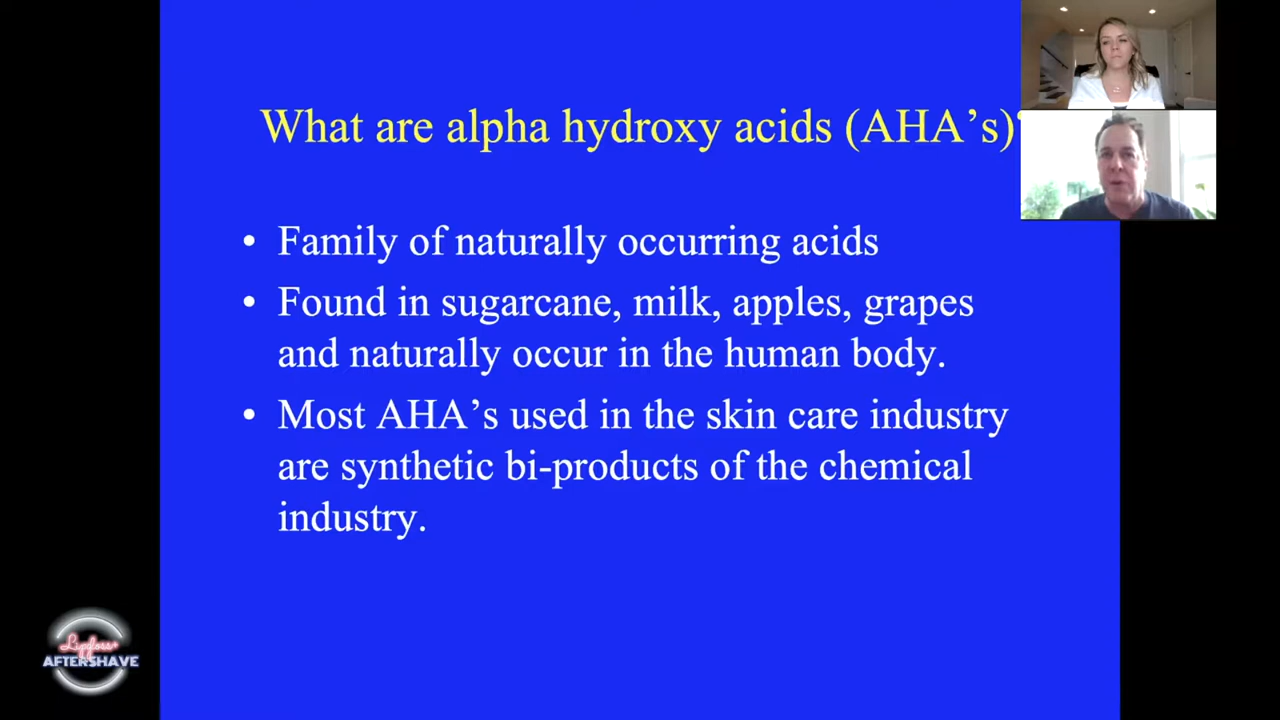 What are alpha hydroxy acids (AHA's)?
• Family of naturally occurring acids
• Found in sugarcane, milk, apples, grapes
and naturally occur in the human body.
• Most AHA's used in the skin care industry
are synthetic bi-products of the chemical
industry.
Lipgloss+
AFTERSHAVE